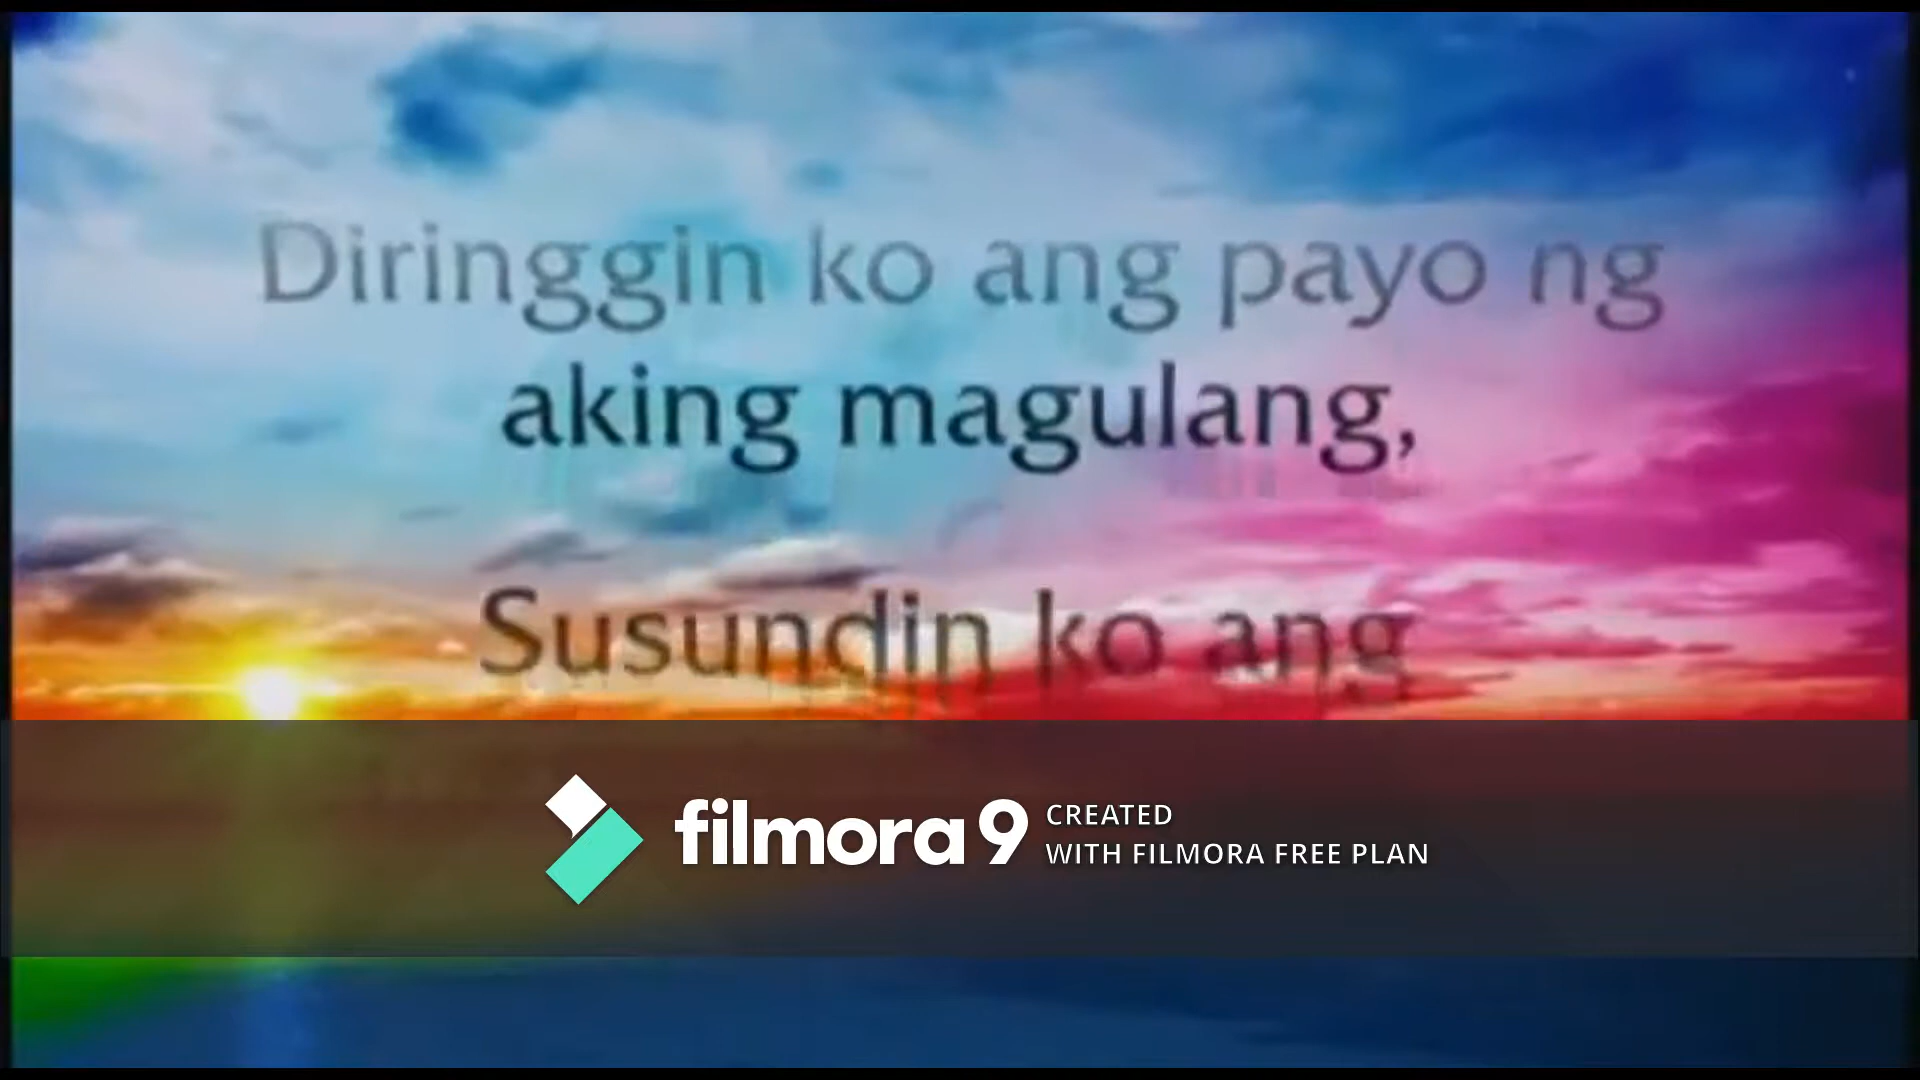 Diringgin ko ang payo ng
aking magulang,
Susundin ko ang
filmora 9
CREATED
WITH FILMORA FREE PLAN